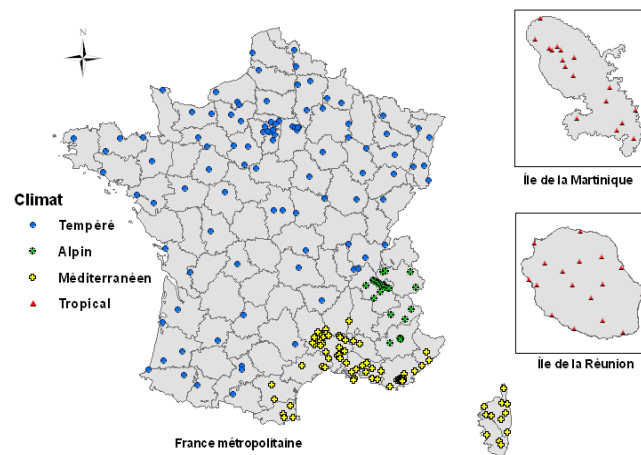 N
Climat
Tempéré
Alpin
Méditerranéen
Tropical
France métropolitaine
Île de la Martinique
Île de la Réunion